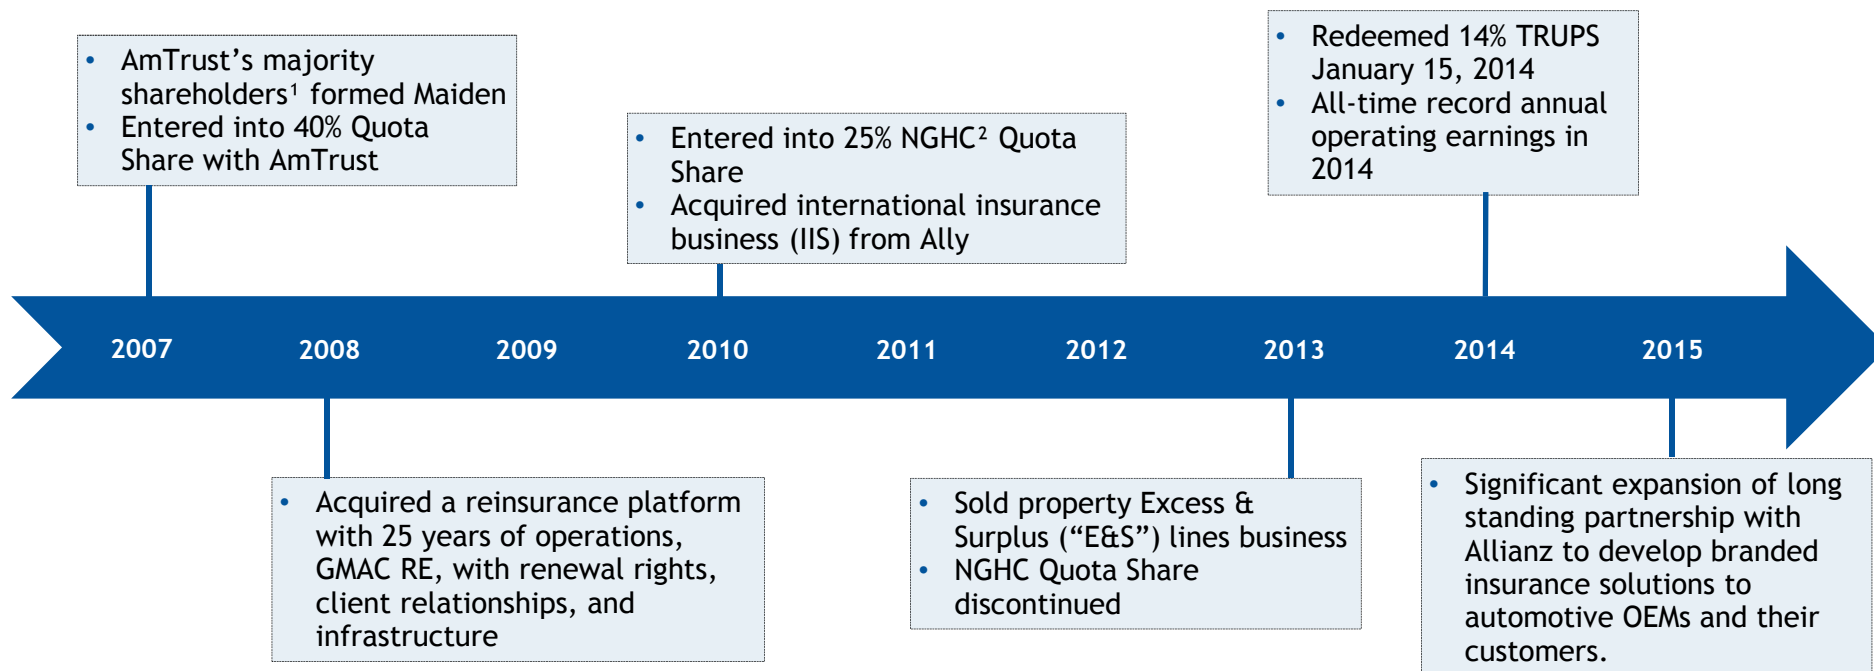 • AmTrust’s majority
shareholders¹ formed Maiden
• Entered into 40% Quota
Share with AmTrust
• Entered into 25% NGHC² Quota
Share
• Acquired international insurance
business (IIS) from Ally
• Redeemed 14% TRUPS
January 15, 2014
• All-time record annual
operating earnings in
2014
2007 2008 2009 2010 2011 2012 2013 2014 2015
• Acquired a reinsurance platform
with 25 years of operations,
GMAC RE, with renewal rights,
client relationships, and
infrastructure
• Sold property Excess &
Surplus (“E&S”) lines business
• NGHC Quota Share
discontinued
• Significant expansion of long
standing partnership with
Allianz to develop branded
insurance solutions to
automotive OEMs and their
customers.